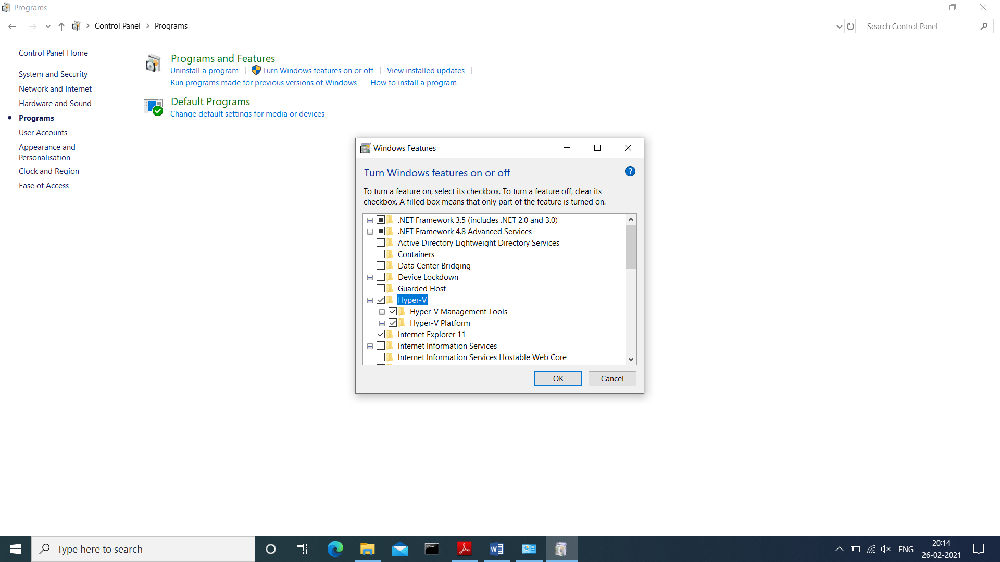 Programs
Control Panel
Programs
Search Control Panel
Control Panel Home
System and Security
Network and Internet
Hardware and Sound
Programs
User Accounts
Appearance and
Personalisation
Clock and Region
Ease of Access
Programs and Features
Uninstall a program
Turn Windows features on or off
View installed updates
Run programs made for previous versions of Windows
How to install a program
Default Programs
Change default settings for media or devices
Windows Features
Turn Windows features on or off
?
To turn a feature on, select its checkbox. To turn a feature off, clear its
checkbox. A filled box means that only part of the feature is turned on.
.NET Framework 3.5 (includes .NET 2.0 and 3.0)
.NET Framework 4.8 Advanced Services
Active Directory Lightweight Directory Services
Containers
Data Center Bridging
Device Lockdown
Guarded Host
Hyper-V
Hyper-V Management Tools
Hyper-V Platform
Internet Explorer 11
Internet Information Services
Internet Information Services Hostable Web Core
OK
Cancel
Type here to search
ENG
20:14
26-02-2021